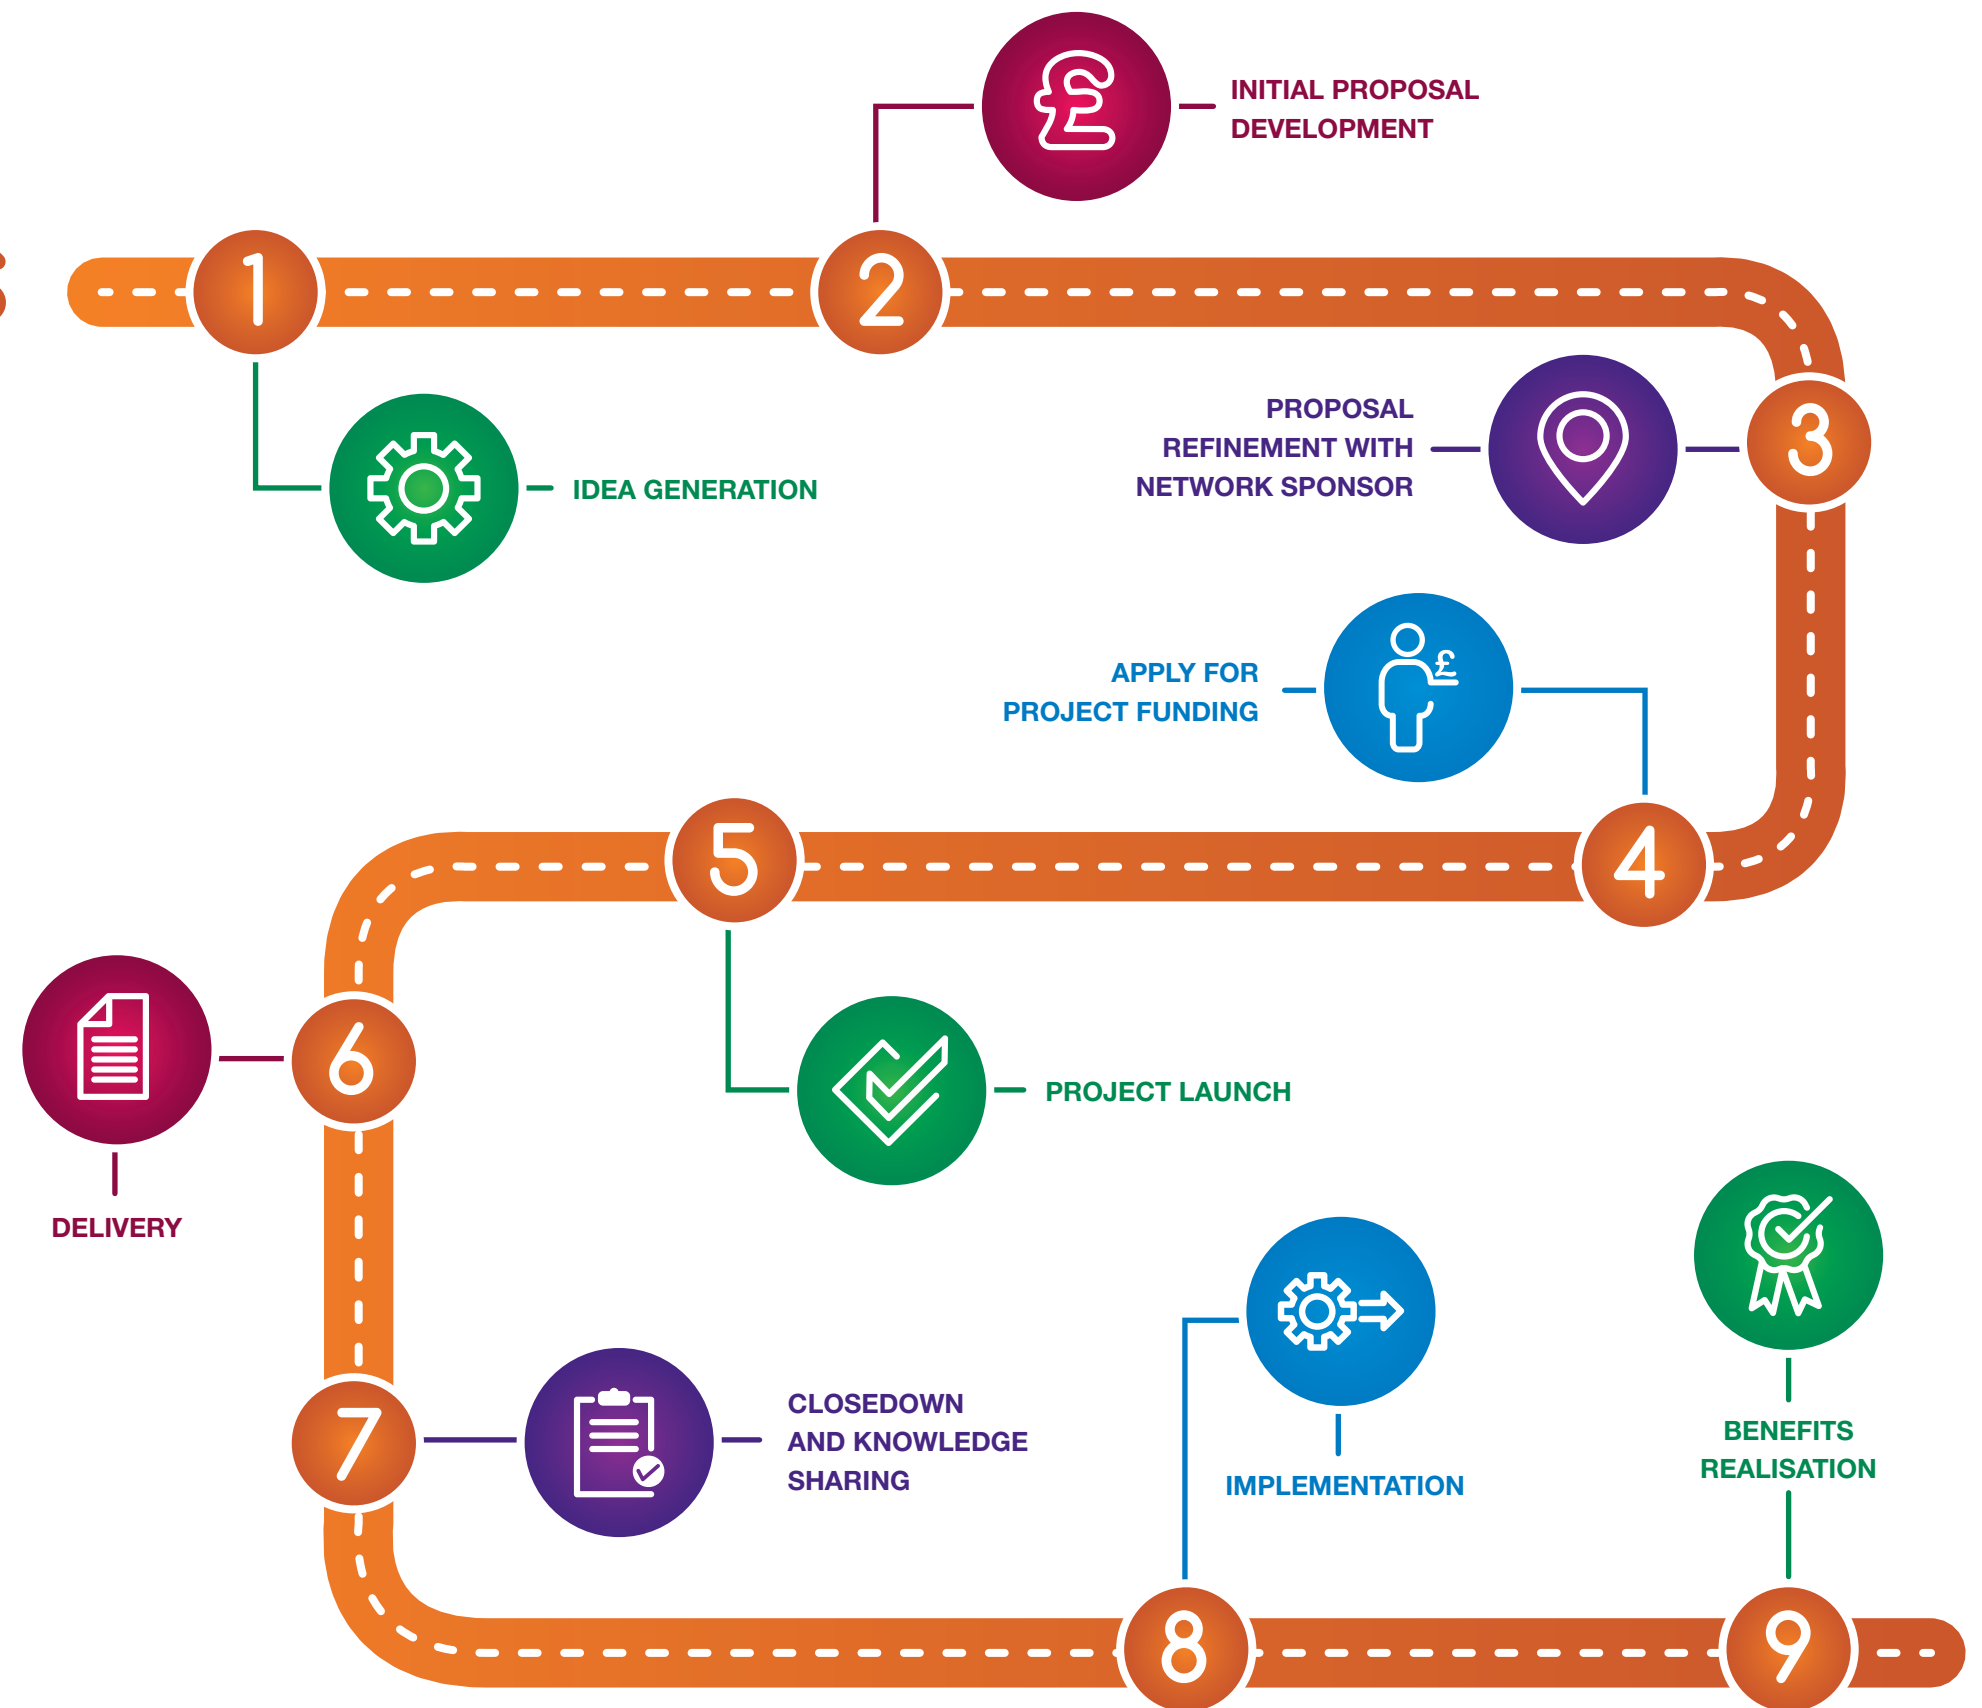 INITIAL PROPOSAL
DEVELOPMENT
1
2
PROPOSAL
REFINEMENT WITH
NETWORK SPONSOR
3
IDEA GENERATION
£
APPLY FOR
PROJECT FUNDING
5
4
6
PROJECT LAUNCH
DELIVERY
7
CLOSEDOWN
AND KNOWLEDGE
SHARING
IMPLEMENTATION
BENEFITS
REALISATION
8
9